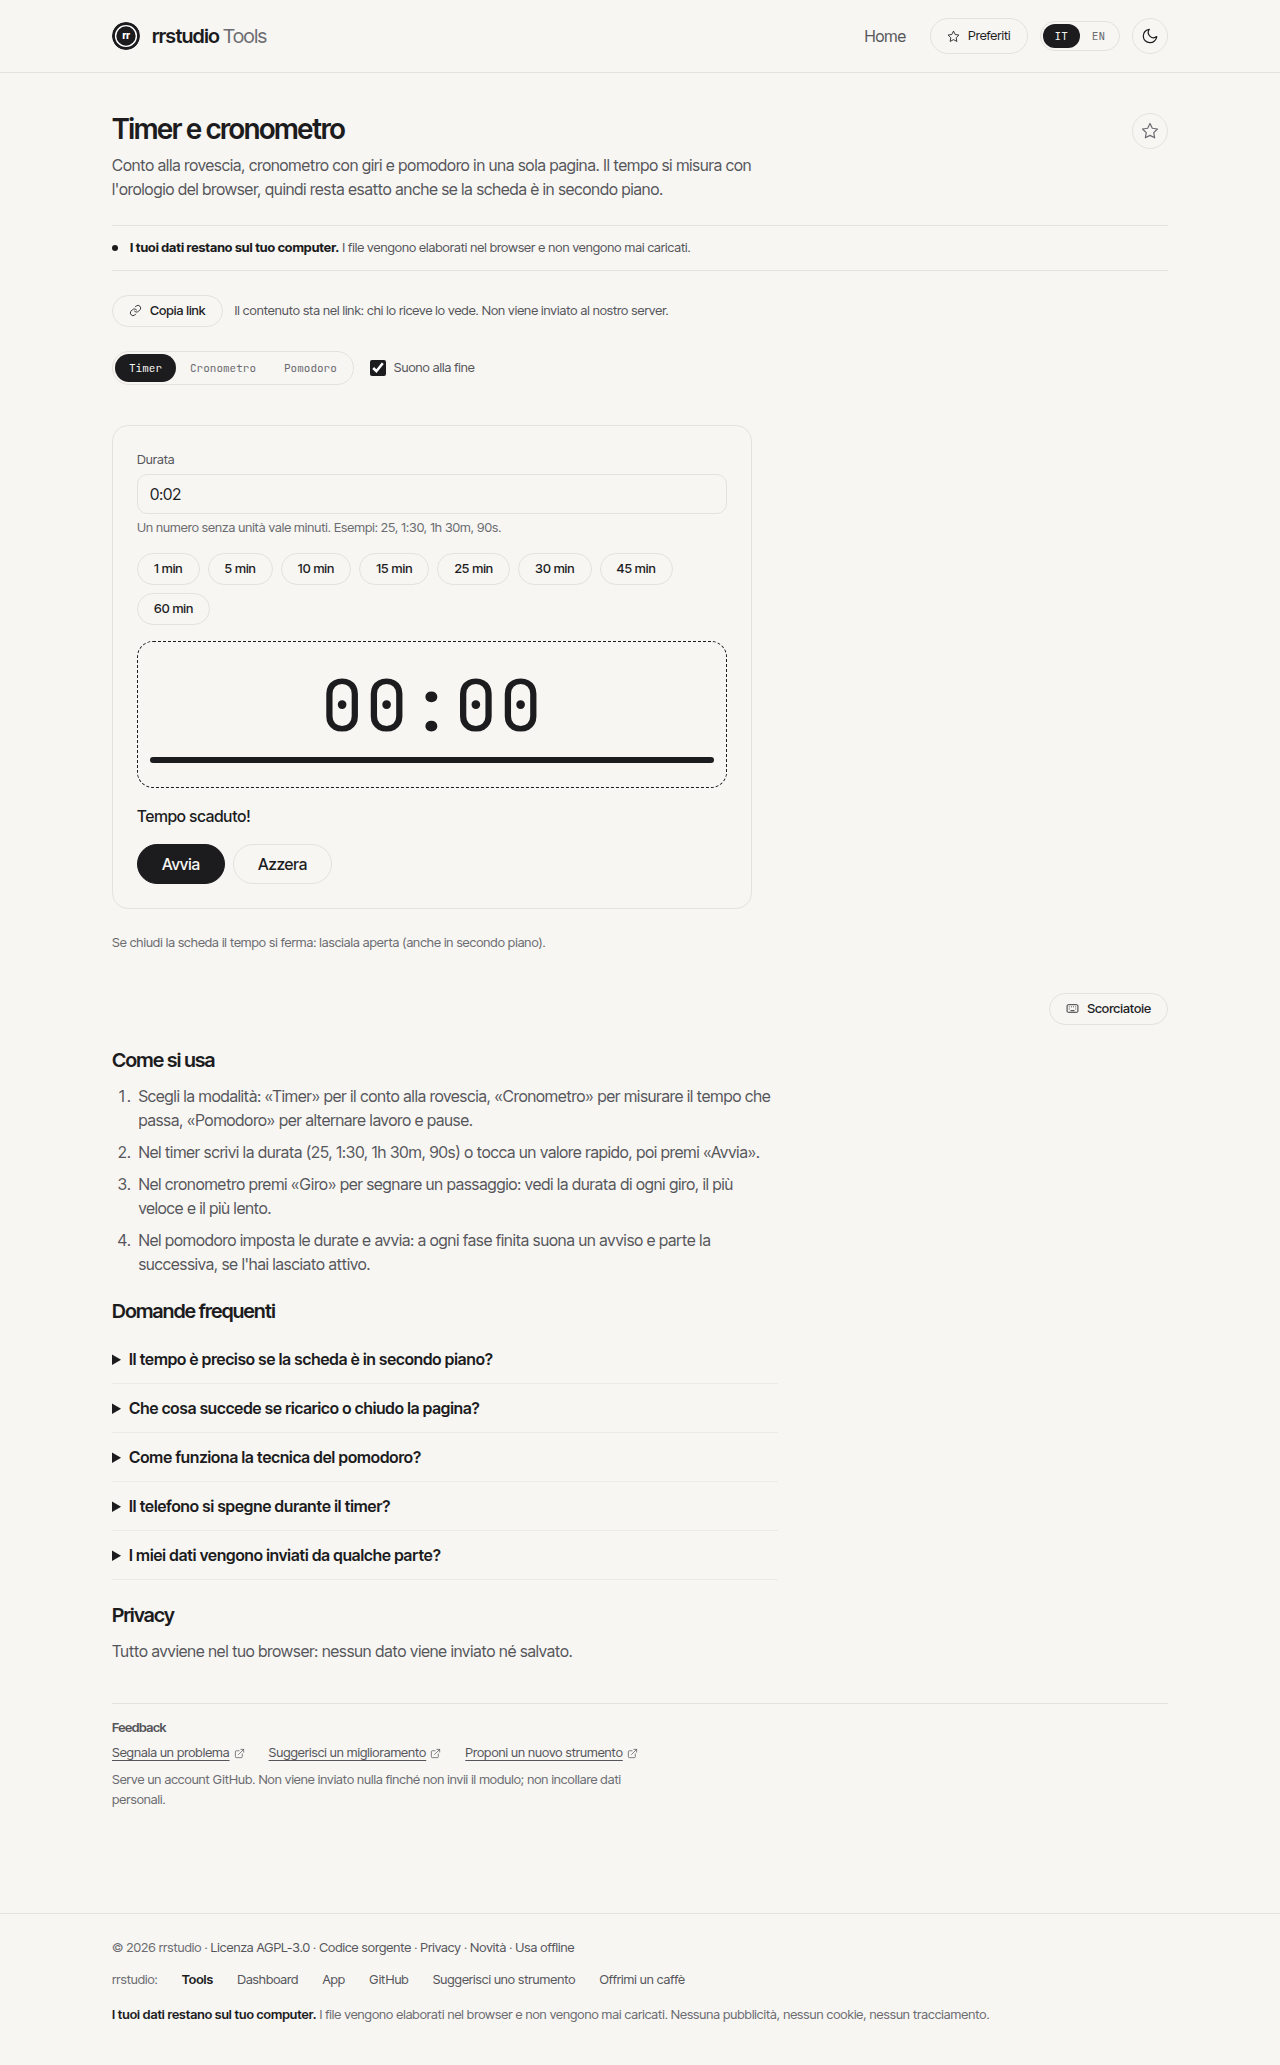 rr rrstudio Tools
Home
Preferiti
IT EN
Timer e cronometro
Conto alla rovescia, cronometro con giri e pomodoro in una sola pagina. Il tempo si misura con
l'orologio del browser, quindi resta esatto anche se la scheda è in secondo piano.
I tuoi dati restano sul tuo computer. I file vengono elaborati nel browser e non vengono mai caricati.
Copia link Il contenuto sta nel link: chi lo riceve lo vede. Non viene inviato al nostro server.
Timer Cronometro Pomodoro Suono alla fine
Durata
0:02
Un numero senza unità vale minuti. Esempi: 25, 1:30, 1h 30m, 90s.
1 min 5 min 10 min 15 min 25 min 30 min 45 min
60 min
00:00
Tempo scaduto!
Avvia Azzera
Se chiudi la scheda il tempo si ferma: lasciala aperta (anche in secondo piano).
Scorciatoie
Come si usa
1. Scegli la modalità: «Timer» per il conto alla rovescia, «Cronometro» per misurare il tempo che
passa, «Pomodoro» per alternare lavoro e pause.
2. Nel timer scrivi la durata (25, 1:30, 1h 30m, 90s) o tocca un valore rapido, poi premi «Avvia».
3. Nel cronometro premi «Giro» per segnare un passaggio: vedi la durata di ogni giro, il più
veloce e il più lento.
4. Nel pomodoro imposta le durate e avvia: a ogni fase finita suona un avviso e parte la
successiva, se l'hai lasciato attivo.
Domande frequenti
Il tempo è preciso se la scheda è in secondo piano?
Che cosa succede se ricarico o chiudo la pagina?
Come funziona la tecnica del pomodoro?
Il telefono si spegne durante il timer?
I miei dati vengono inviati da qualche parte?
Privacy
Tutto avviene nel tuo browser: nessun dato viene inviato né salvato.
Feedback
Segnala un problema Suggerisci un miglioramento Proponi un nuovo strumento
Serve un account GitHub. Non viene inviato nulla finché non invii il modulo; non incollare dati
personali.
© 2026 rrstudio · Licenza AGPL-3.0 · Codice sorgente · Privacy · Novità · Usa offline
rrstudio: Tools Dashboard App GitHub Suggerisci uno strumento Offrimi un caffè
I tuoi dati restano sul tuo computer. I file vengono elaborati nel browser e non vengono mai caricati. Nessuna pubblicità, nessun cookie, nessun tracciamento.